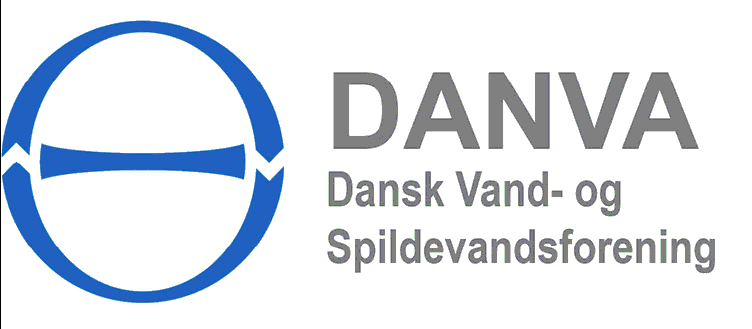 DANVA
Dansk Vand- og
Spildevandsforening